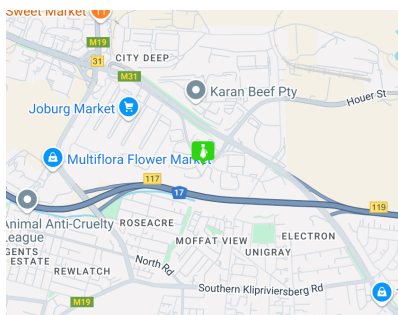 Sweet Market
M19
CITY DEEP
31
M31
Karan Beef Pty
Houer St
Joburg Market
Multiflora Flower Market
117
17
119
Animal Anti-Cruelty
League
ROSEACRE
MOFFAT VIEW
ELECTRON
UNIGRAY
GENTS
ESTATE
REWLATCH
North Rd
Southern Klipriviersberg Rd
M19